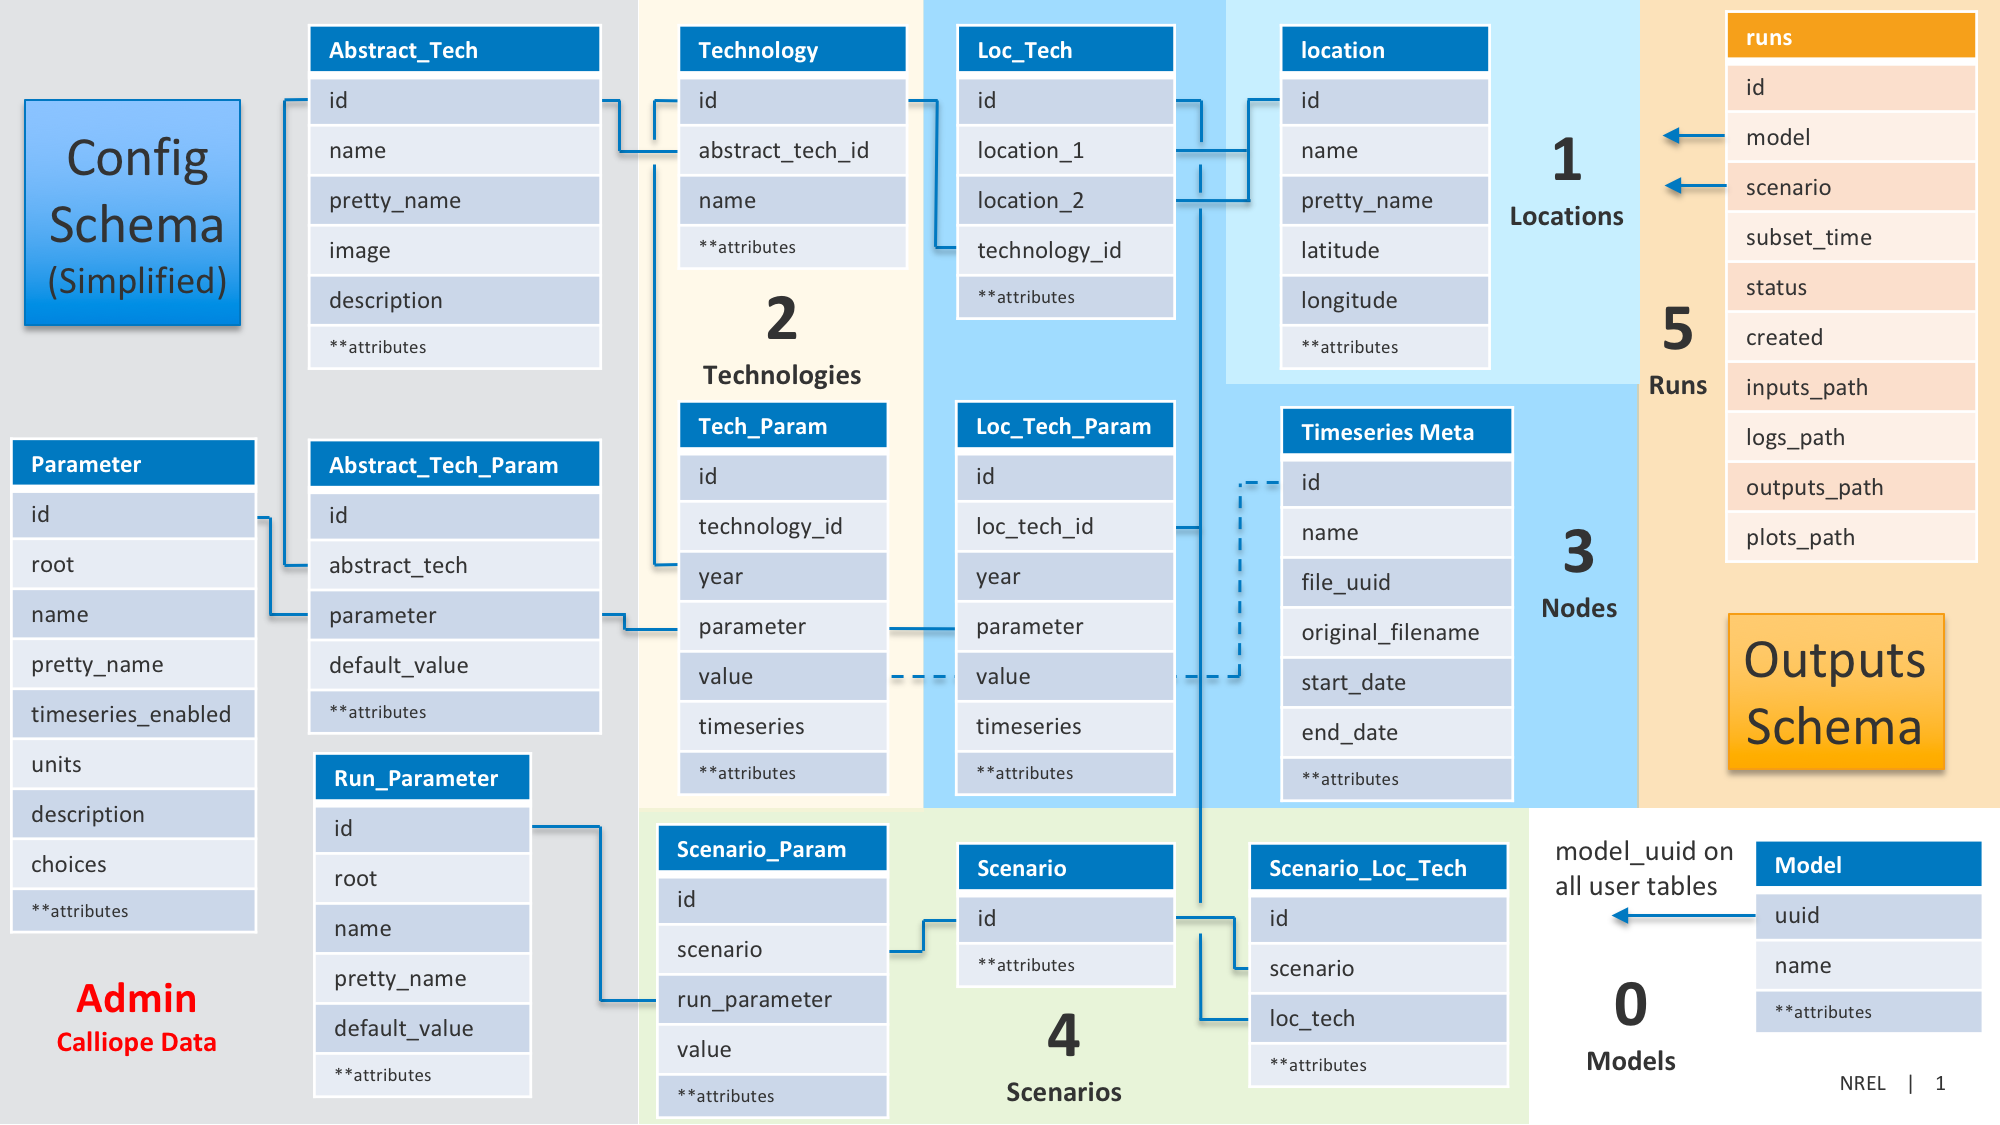 Config
Schema
(Simplified)
Abstract_Tech
id
name
pretty_name
image
description
**attributes
Parameter
id
root
name
pretty_name
timeseries_enabled
units
description
choices
**attributes
Abstract_Tech_Param
id
abstract_tech
parameter
default_value
**attributes
Run_Parameter
id
root
name
pretty_name
default_value
**attributes
Admin
Calliope Data
Technology
id
abstract_tech_id
name
**attributes
2
Technologies
Tech_Param
id
technology_id
year
parameter
value
timeseries
**attributes
Loc_Tech
id
location_1
location_2
technology_id
**attributes
Loc_Tech_Param
id
loc_tech_id
year
parameter
value
timeseries
**attributes
location
id
name
pretty_name
latitude
longitude
**attributes
1
Locations
Timeseries Meta
id
name
file_uuid
original_filename
start_date
end_date
**attributes
3
Nodes
Scenario_Param
id
scenario
run_parameter
value
**attributes
Scenario
id
**attributes
4
Scenarios
Scenario_Loc_Tech
id
scenario
loc_tech
**attributes
runs
id
model
scenario
subset_time
status
created
inputs_path
logs_path
outputs_path
plots_path
5
Runs
Outputs
Schema
model_uuid on
all user tables
Model
uuid
name
**attributes
0
Models
NREL | 1